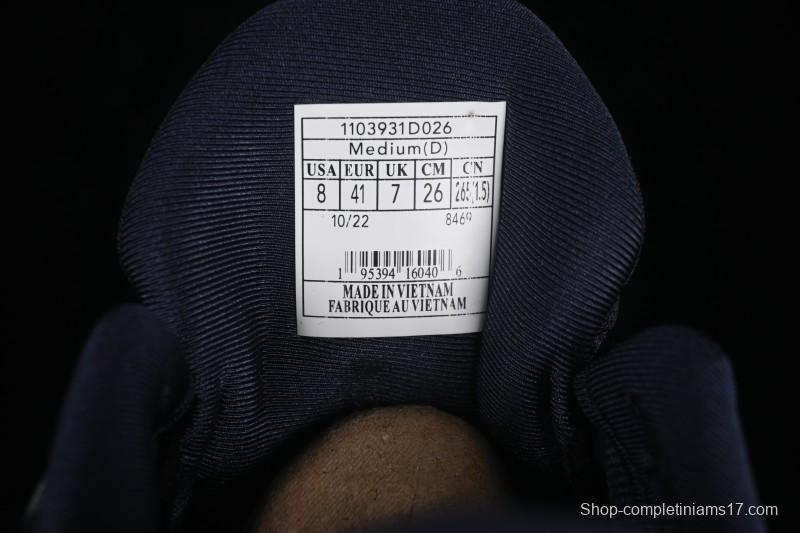 1103931D026
Medium(D)
USA EUR UK CM CN
8 41 7 26 265(1.5)
10/22 8469
1 95394 16040 6
MADE IN VIETNAM
FABRIQUE AU VIETNAM
Shop-completiniams17.com